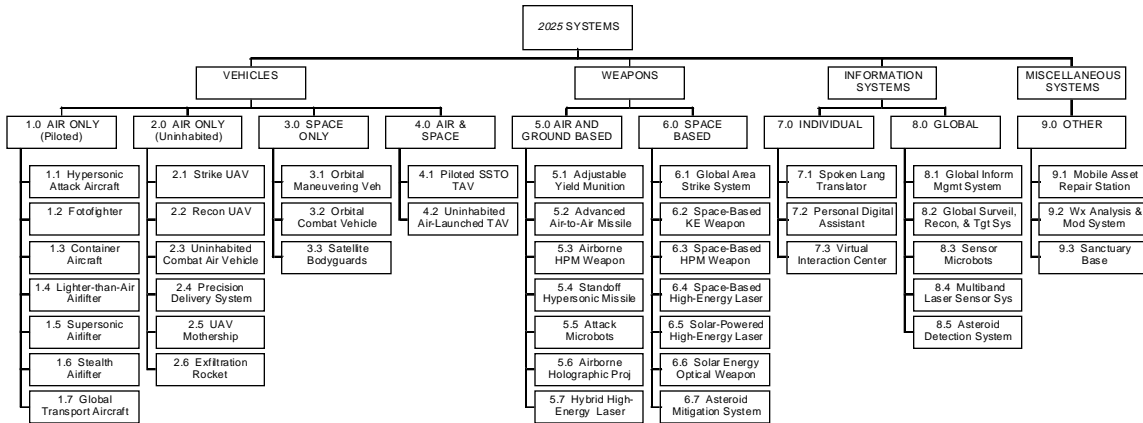 2025 SYSTEMS
VEHICLES
WEAPONS
INFORMATION
SYSTEMS
MISCELLANEOUS
SYSTEMS
1.0 AIR ONLY
(Piloted)
2.0 AIR ONLY
(Uninhabited)
3.0 SPACE
ONLY
4.0 AIR &
SPACE
5.0 AIR AND
GROUND BASED
6.0 SPACE
BASED
7.0 INDIVIDUAL
8.0 GLOBAL
9.0 OTHER
1.1 Hypersonic
Attack Aircraft
1.2 Fotofighter
1.3 Container
Aircraft
1.4 Lighter-than-Air
Airlifter
1.5 Supersonic
Airlifter
1.6 Stealth
Airlifter
1.7 Global
Transport Aircraft
2.1 Strike UAV
2.2 Recon UAV
2.3 Uninhabited
Combat Air Vehicle
2.4 Precision
Delivery System
2.5 UAV
Mothership
2.6 Exfiltration
Rocket
3.1 Orbital
Maneuvering Veh
3.2 Orbital
Combat Vehicle
3.3 Satellite
Bodyguards
4.1 Piloted SSTO
TAV
4.2 Uninhabited
Air-Launched TAV
5.1 Adjustable
Yield Munition
5.2 Advanced
Air-to-Air Missile
5.3 Airborne
HPM Weapon
5.4 Standoff
Hypersonic Missile
5.5 Attack
Microbots
5.6 Airborne
Holographic Proj
5.7 Hybrid High-
Energy Laser
6.1 Global Area
Strike System
6.2 Space-Based
KE Weapon
6.3 Space-Based
HPM Weapon
6.4 Space-Based
High-Energy Laser
6.5 Solar-Powered
High-Energy Laser
6.6 Solar Energy
Optical Weapon
6.7 Asteroid
Mitigation System
7.1 Spoken Lang
Translator
7.2 Personal Digital
Assistant
7.3 Virtual
Interaction Center
8.1 Global Inform
Mgmt System
8.2 Global Surveil,
Recon, & Tgt Sys
8.3 Sensor
Microbots
8.4 Multiband
Laser Sensor Sys
8.5 Asteroid
Detection System
9.1 Mobile Asset
Repair Station
9.2 Wx Analysis &
Mod System
9.3 Sanctuary
Base